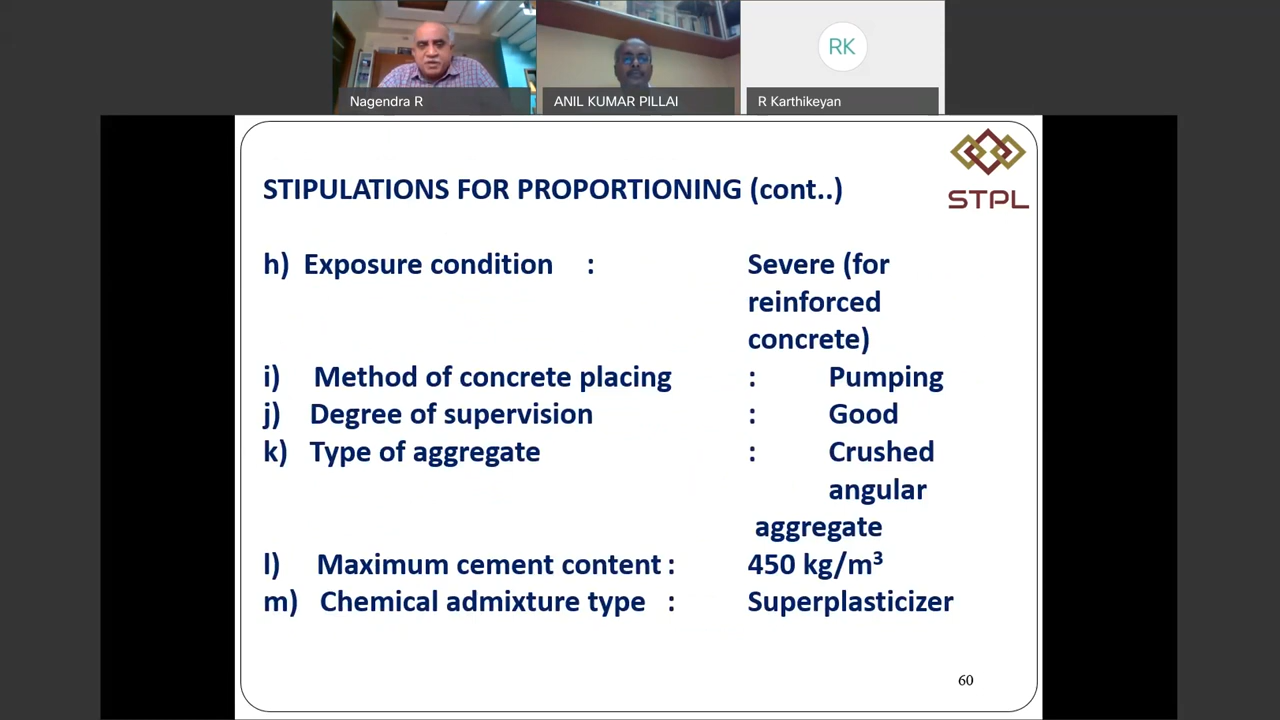 RK
Nagendra R
ANIL KUMAR PILLAI
R Karthikeyan
STPL
STIPULATIONS FOR PROPORTIONING (cont..)
h) Exposure condition : Severe (for
reinforced
concrete)
i) Method of concrete placing : Pumping
j) Degree of supervision : Good
k) Type of aggregate : Crushed
angular
aggregate
l) Maximum cement content : 450 kg/m³
m) Chemical admixture type : Superplasticizer
60